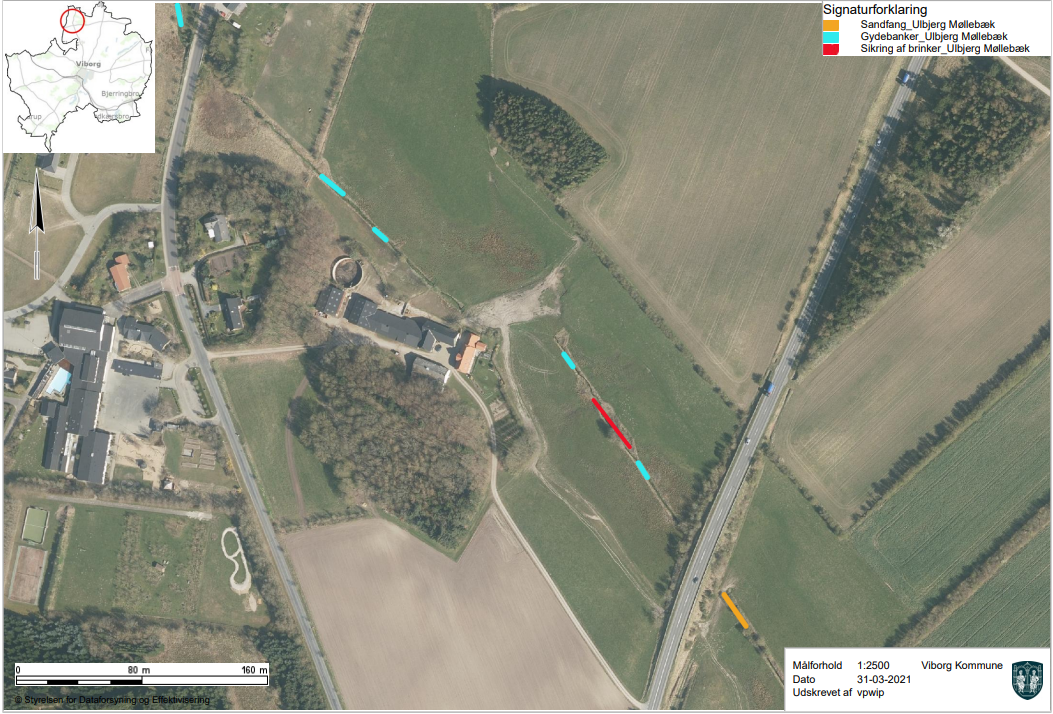 Signaturforklaring
Sandfang_Ulbjerg Møllebæk
Gydebanker_Ulbjerg Møllebæk
Sikring af brinker_Ulbjerg Møllebæk
Viborg
Bjerringbro
0 80 m 160 m
© Styrelsen for Dataforsyning og Effektivisering
Målforhold 1:2500 Viborg Kommune
Dato 31-03-2021
Udskrevet af vpwip